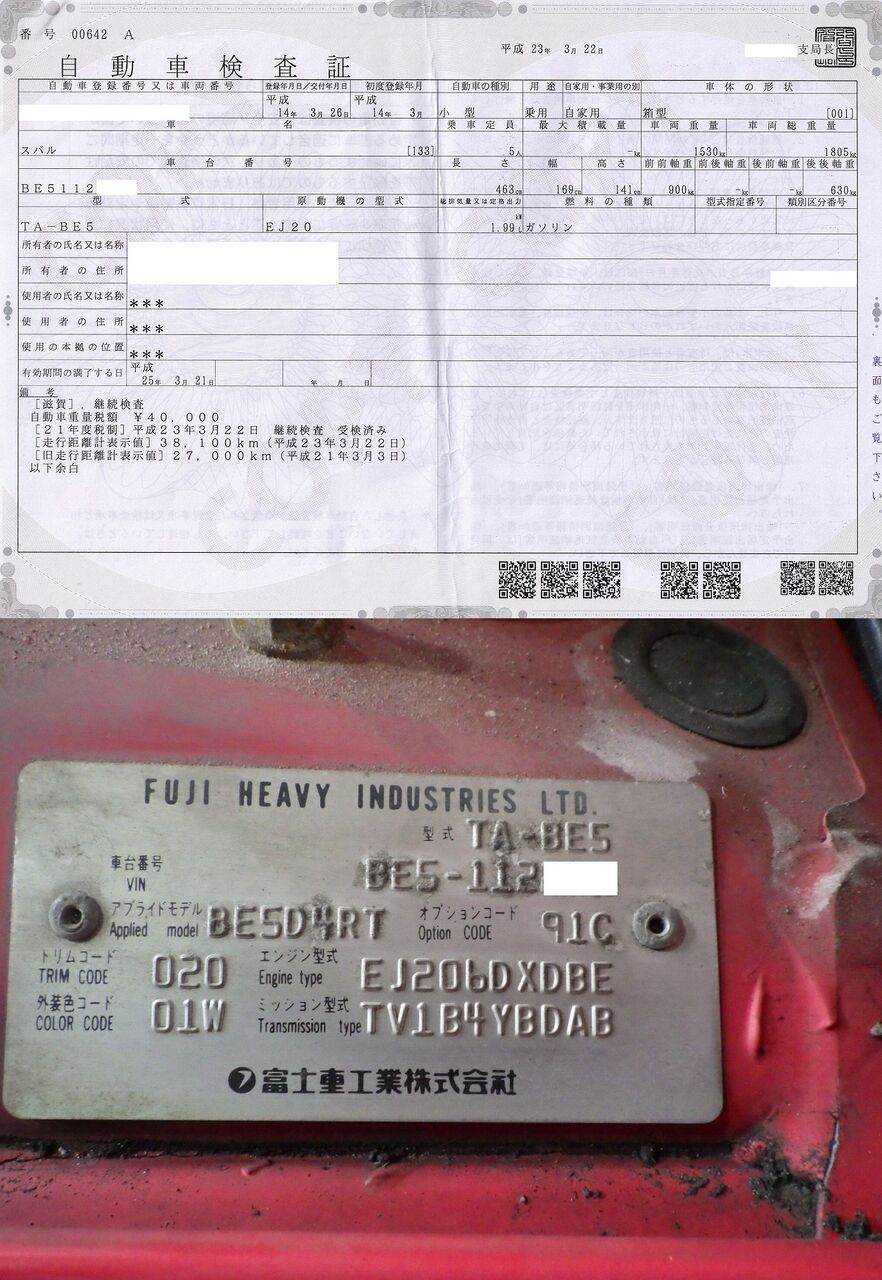 番号 00642 A
平成 23年 3月 22日
支局長
自動車検査証
自動車登録番号又は車両番号 登録年月日/交付年月日 初度登録年月 自動車の種別 用途 自家用・事業用の別 車体の形状
平成 14年 3月 26日 平成 14年 3月 小型 乗用 自家用 箱型 [001]
車名 乗車定員 最大積載量 車両重量 車両総重量
スバル [133] 5人 -kg 1530kg 1805kg
車台番号 長さ 幅 高さ 前前軸重 前後軸重 後前軸重 後後軸重
BE5112 463cm 169cm 141cm 900kg -kg -kg 630kg
型式 原動機の型式 総排気量又は定格出力 燃料の種類 型式指定番号 類別区分番号
TA-BE5 EJ20 1.99 kW L ガソリン
所有者の氏名又は名称
所有者の住所
使用者の氏名又は名称 ***
使用者の住所 ***
使用の本拠の位置 ***
有効期間の満了する日 平成 25年 3月 21日 年 月 日
備考
[滋賀],継続検査
自動車重量税額 ¥40,000
[21年度税制]平成23年3月22日 継続検査 受検済み
[走行距離計表示値]38,100km(平成23年3月22日)
[旧走行距離計表示値]27,000km(平成21年3月3日)
以下余白
裏面もご覧下さい
FUJI HEAVY INDUSTRIES LTD.
型式 TA-BE5
車台番号 VIN BE5-112
アプライドモデル Applied model BE5D4RT オプションコード Option CODE 91C
トリムコード TRIM CODE 020 エンジン型式 Engine type EJ206DXDBE
外装色コード COLOR CODE 01W ミッション型式 Transmission type TV1B4YBDAB
富士重工業株式会社